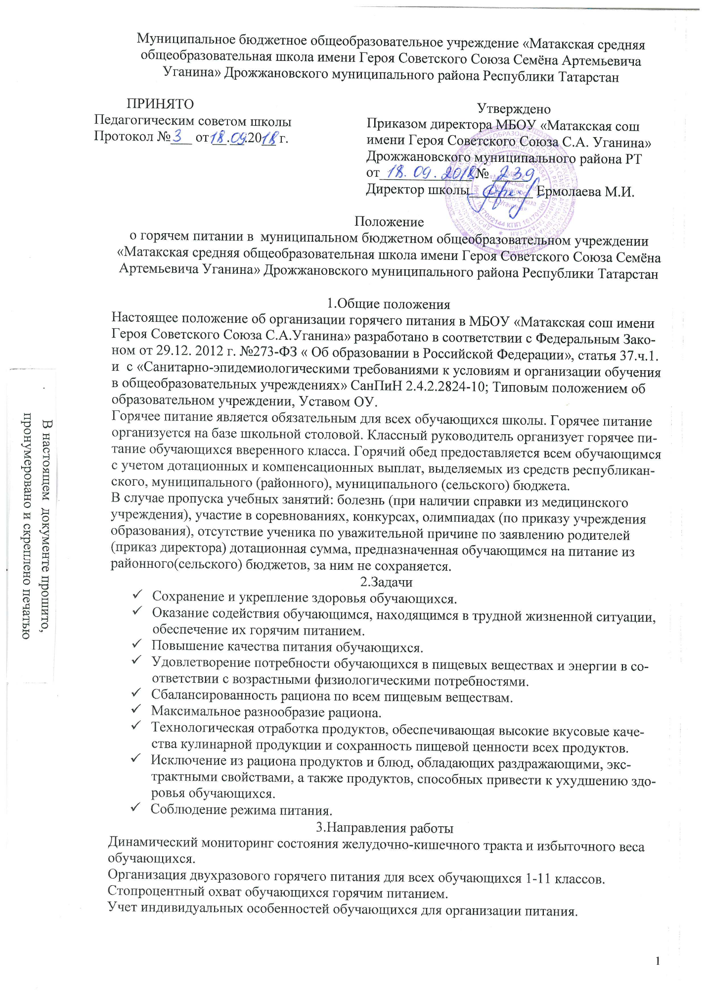 Муниципальное бюджетное общеобразовательное учреждение «Матакская средняя
общеобразовательная школа имени Героя Советского Союза Семёна Артемьевича
Уганина» Дрожжановского муниципального района Республики Татарстан
ПРИНЯТО
Педагогическим советом школы
Протокол №3 от 18.09.2018 г.
Утверждено
Приказом директора МБОУ «Матакская сош
имени Героя Советского Союза С.А. Уганина»
Дрожжановского муниципального района РТ
от 18.09.2018 № 239
Директор школы Ермолаева М.И.
Положение
о горячем питании в муниципальном бюджетном общеобразовательном учреждении
«Матакская средняя общеобразовательная школа имени Героя Советского Союза Семёна
Артемьевича Уганина» Дрожжановского муниципального района Республики Татарстан
1.Общие положения
Настоящее положение об организации горячего питания в МБОУ «Матакская сош имени
Героя Советского Союза С.А.Уганина» разработано в соответствии с Федеральным Зако-
ном от 29.12. 2012 г. №273-ФЗ « Об образовании в Российской Федерации», статья 37.ч.1.
и с «Санитарно-эпидемиологическими требованиями к условиям и организации обучения
в общеобразовательных учреждениях» СанПиН 2.4.2.2824-10; Типовым положением об
образовательном учреждении, Уставом ОУ.
Горячее питание является обязательным для всех обучающихся школы. Горячее питание
организуется на базе школьной столовой. Классный руководитель организует горячее пи-
тание обучающихся вверенного класса. Горячий обед предоставляется всем обучающимся
с учетом дотационных и компенсационных выплат, выделяемых из средств республикан-
ского, муниципального (районного), муниципального (сельского) бюджета.
В случае пропуска учебных занятий: болезнь (при наличии справки из медицинского
учреждения), участие в соревнованиях, конкурсах, олимпиадах (по приказу учреждения
образования), отсутствие ученика по уважительной причине по заявлению родителей
(приказ директора) дотационная сумма, предназначенная обучающимся на питание из
районного(сельского) бюджетов, за ним не сохраняется.
2.Задачи
✓ Сохранение и укрепление здоровья обучающихся.
✓ Оказание содействия обучающимся, находящимся в трудной жизненной ситуации,
обеспечение их горячим питанием.
✓ Повышение качества питания обучающихся.
✓ Удовлетворение потребности обучающихся в пищевых веществах и энергии в со-
ответствии с возрастными физиологическими потребностями.
✓ Сбалансированность рациона по всем пищевым веществам.
✓ Максимальное разнообразие рациона.
✓ Технологическая отработка продуктов, обеспечивающая высокие вкусовые каче-
ства кулинарной продукции и сохранность пищевой ценности всех продуктов.
✓ Исключение из рациона продуктов и блюд, обладающих раздражающими, экс-
трактными свойствами, а также продуктов, способных привести к ухудшению здо-
ровья обучающихся.
✓ Соблюдение режима питания.
3.Направления работы
Динамический мониторинг состояния желудочно-кишечного тракта и избыточного веса
обучающихся.
Организация двухразового горячего питания для всех обучающихся 1-11 классов.
Стопроцентный охват обучающихся горячим питанием.
Учет индивидуальных особенностей обучающихся для организации питания.
1
В настоящем документе прошито,
пронумеровано и скреплено печатью